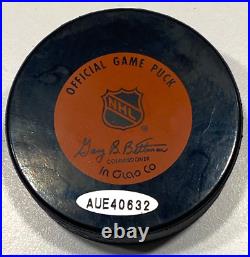 OFFICIAL GAME PUCK
NHL
®
Gary B. Bettman
COMMISSIONER
In Glas Co
AUE40632